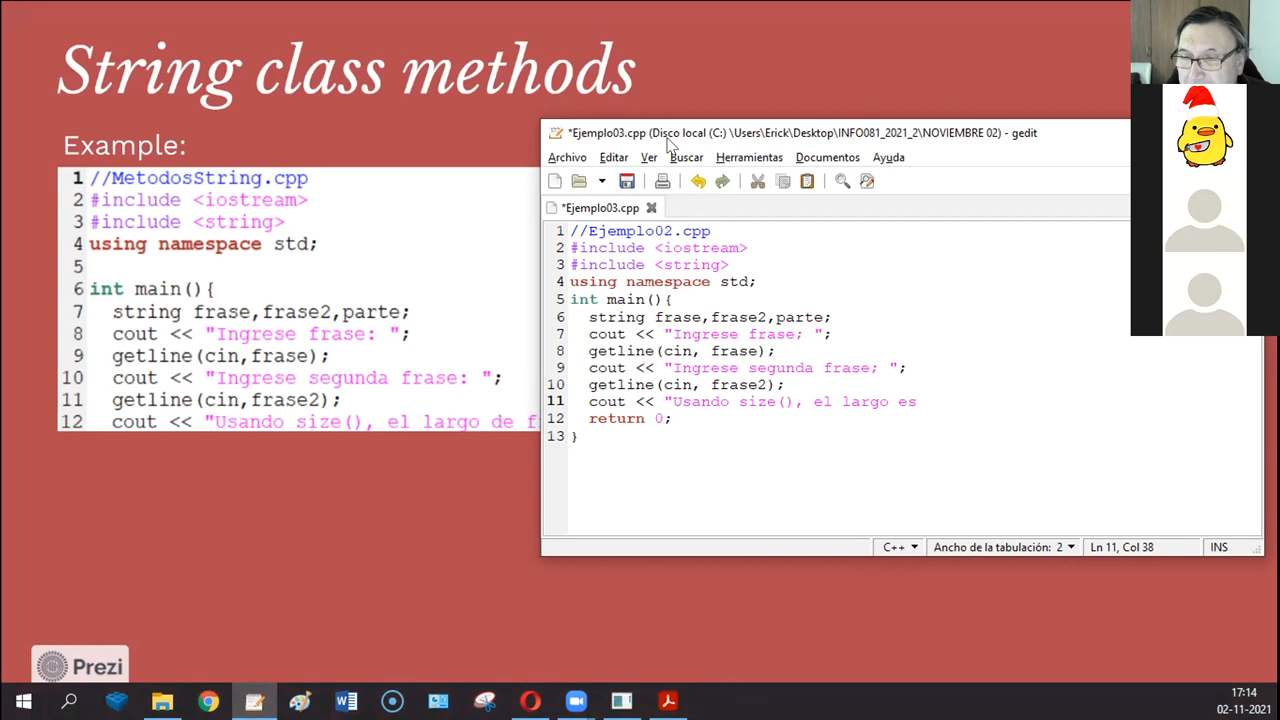 String class methods
Example:
1 //MetodosString.cpp
2 #include <iostream>
3 #include <string>
4 using namespace std;
5
6 int main(){
7 string frase,frase2,parte;
8 cout << "Ingrese frase: ";
9 getline(cin,frase);
10 cout << "Ingrese segunda frase: ";
11 getline(cin,frase2);
12 cout << "Usando size(), el largo de f
*Ejemplo03.cpp (Disco local (C:) \Users\Erick\Desktop\INFO081_2021_2\NOVIEMBRE 02) - gedit
Archivo Editar Ver Buscar Herramientas Documentos Ayuda
*Ejemplo03.cpp
1 //Ejemplo02.cpp
2 #include <iostream>
3 #include <string>
4 using namespace std;
5 int main(){
6 string frase,frase2,parte;
7 cout << "Ingrese frase; ";
8 getline(cin, frase);
9 cout << "Ingrese segunda frase; ";
10 getline(cin, frase2);
11 cout << "Usando size(), el largo es
12 return 0;
13 }
C++ Ancho de la tabulación: 2 Ln 11, Col 38 INS
Prezi
17:14
02-11-2021